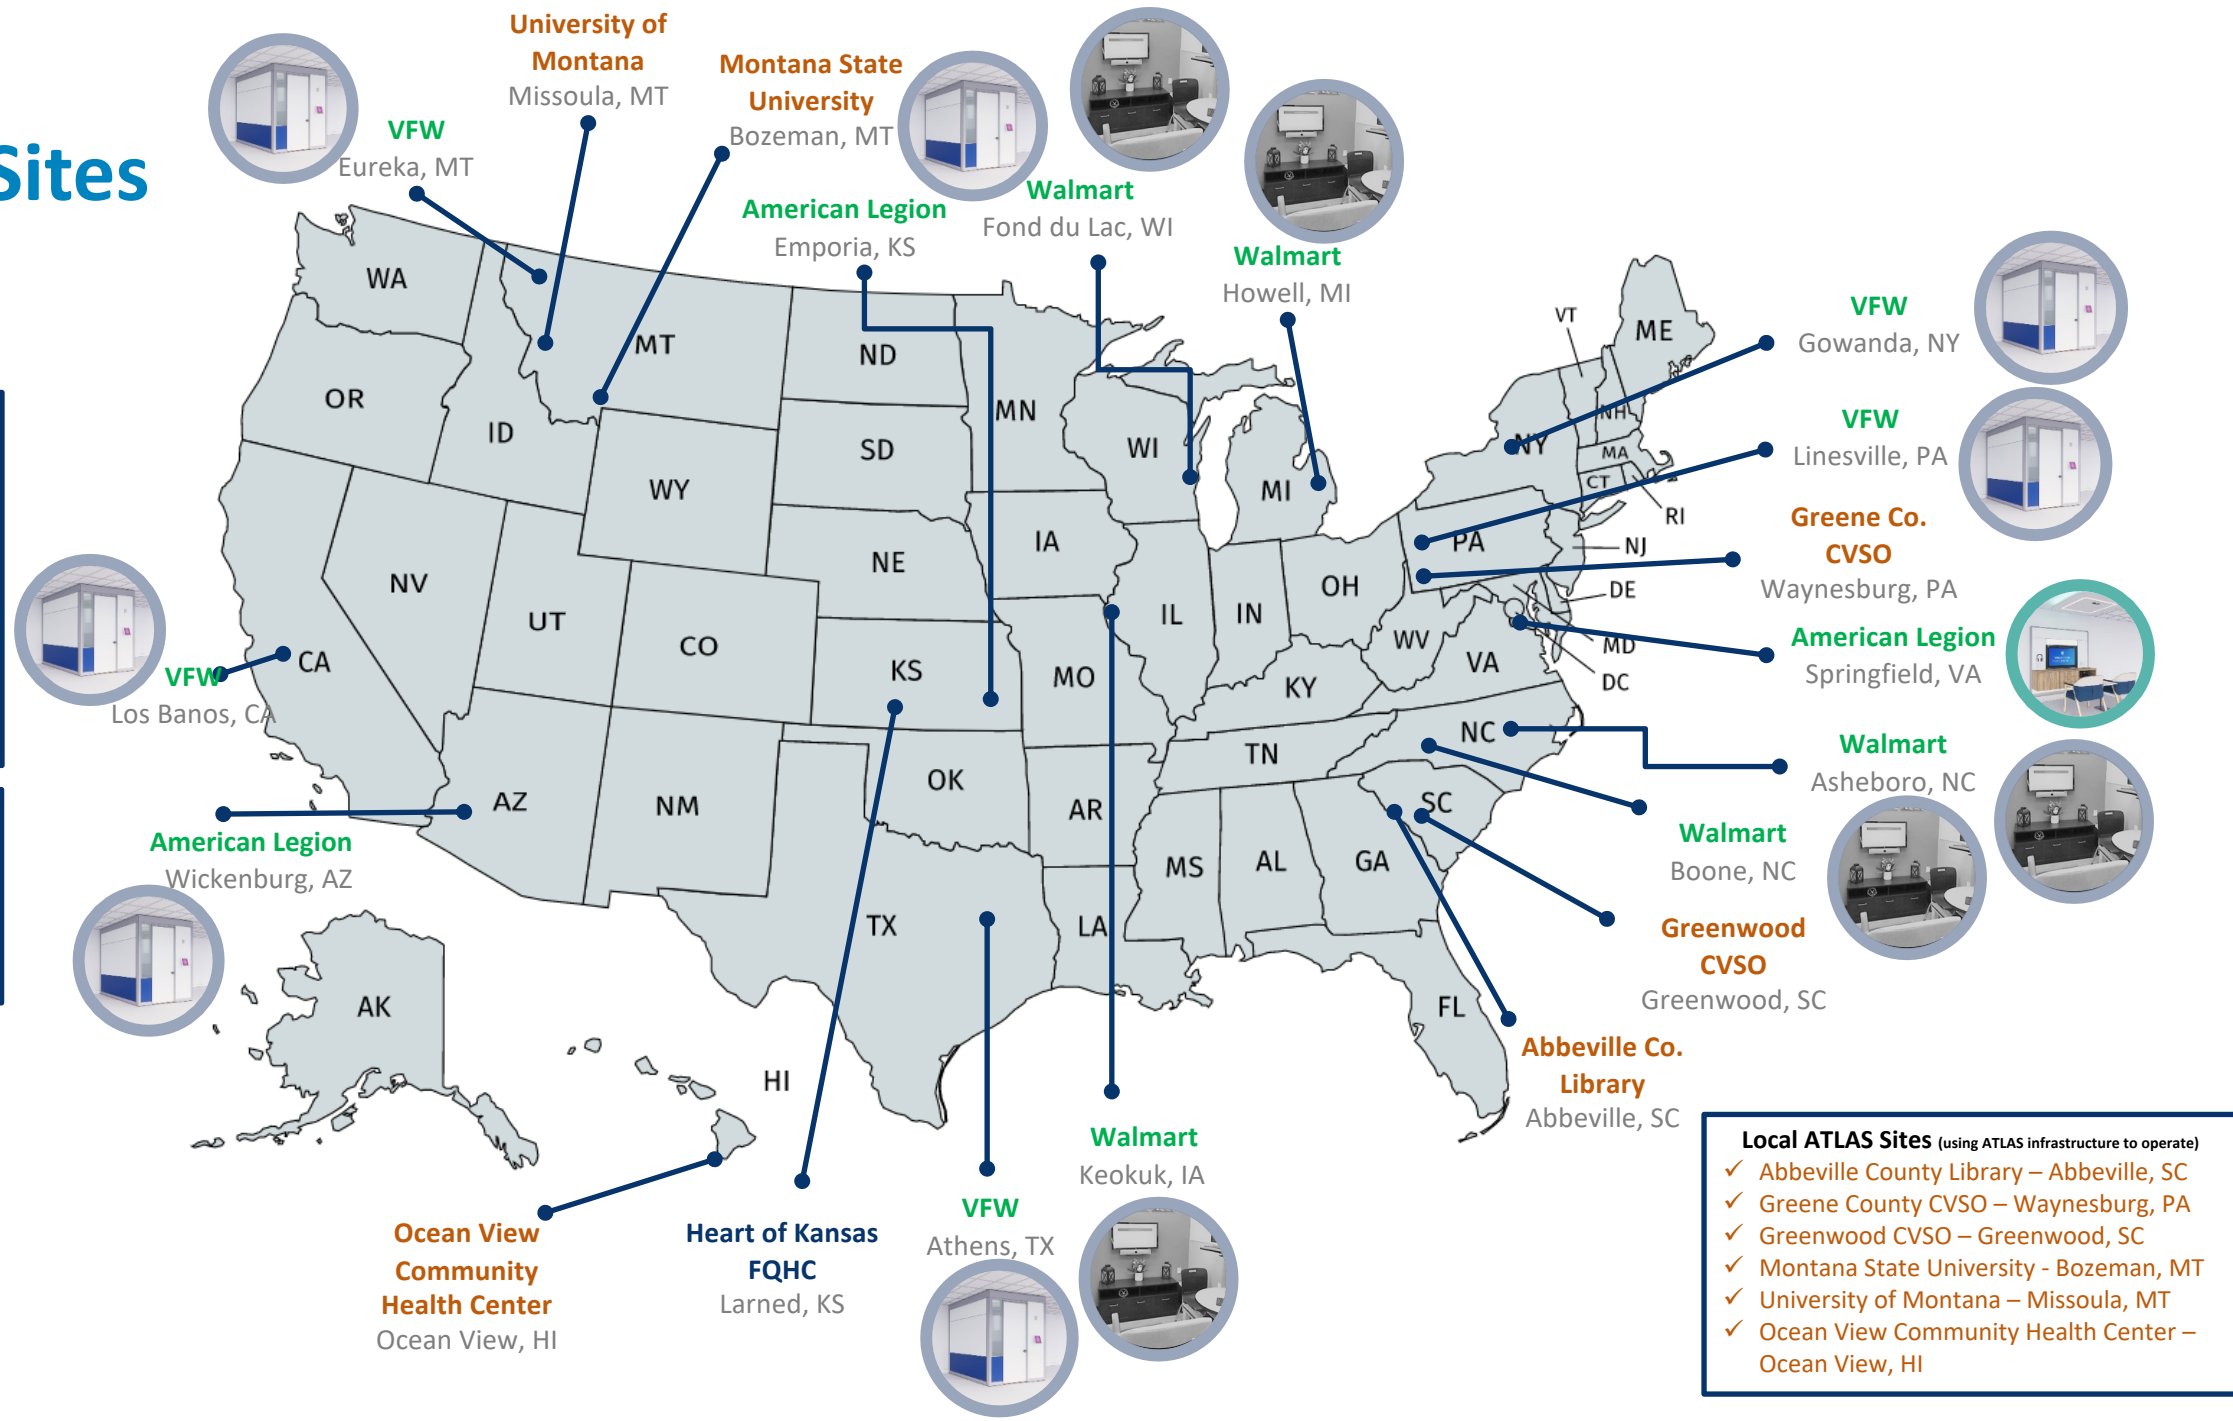 Sites
University of
Montana
Missoula, MT
Montana State
University
Bozeman, MT
VFW
Eureka, MT
American Legion
Emporia, KS
Walmart
Fond du Lac, WI
Walmart
Howell, MI
VFW
Gowanda, NY
VFW
Linesville, PA
Greene Co.
CVSO
Waynesburg, PA
American Legion
Springfield, VA
Walmart
Asheboro, NC
Walmart
Boone, NC
Greenwood
CVSO
Greenwood, SC
Abbeville Co.
Library
Abbeville, SC
VFW
Los Banos, CA
American Legion
Wickenburg, AZ
Ocean View
Community
Health Center
Ocean View, HI
Heart of Kansas
FQHC
Larned, KS
VFW
Athens, TX
Walmart
Keokuk, IA
WA
OR
ID
MT
ND
MN
WI
MI
SD
WY
NV
UT
CO
NE
IA
IL
IN
OH
PA
NY
VT
NH
ME
MA
CT
RI
NJ
DE
MD
DC
WV
VA
KY
CA
KS
MO
AZ
NM
OK
AR
TN
NC
SC
MS
AL
GA
TX
LA
FL
AK
HI
Local ATLAS Sites (using ATLAS infrastructure to operate)
✓ Abbeville County Library – Abbeville, SC
✓ Greene County CVSO – Waynesburg, PA
✓ Greenwood CVSO – Greenwood, SC
✓ Montana State University - Bozeman, MT
✓ University of Montana – Missoula, MT
✓ Ocean View Community Health Center –
Ocean View, HI